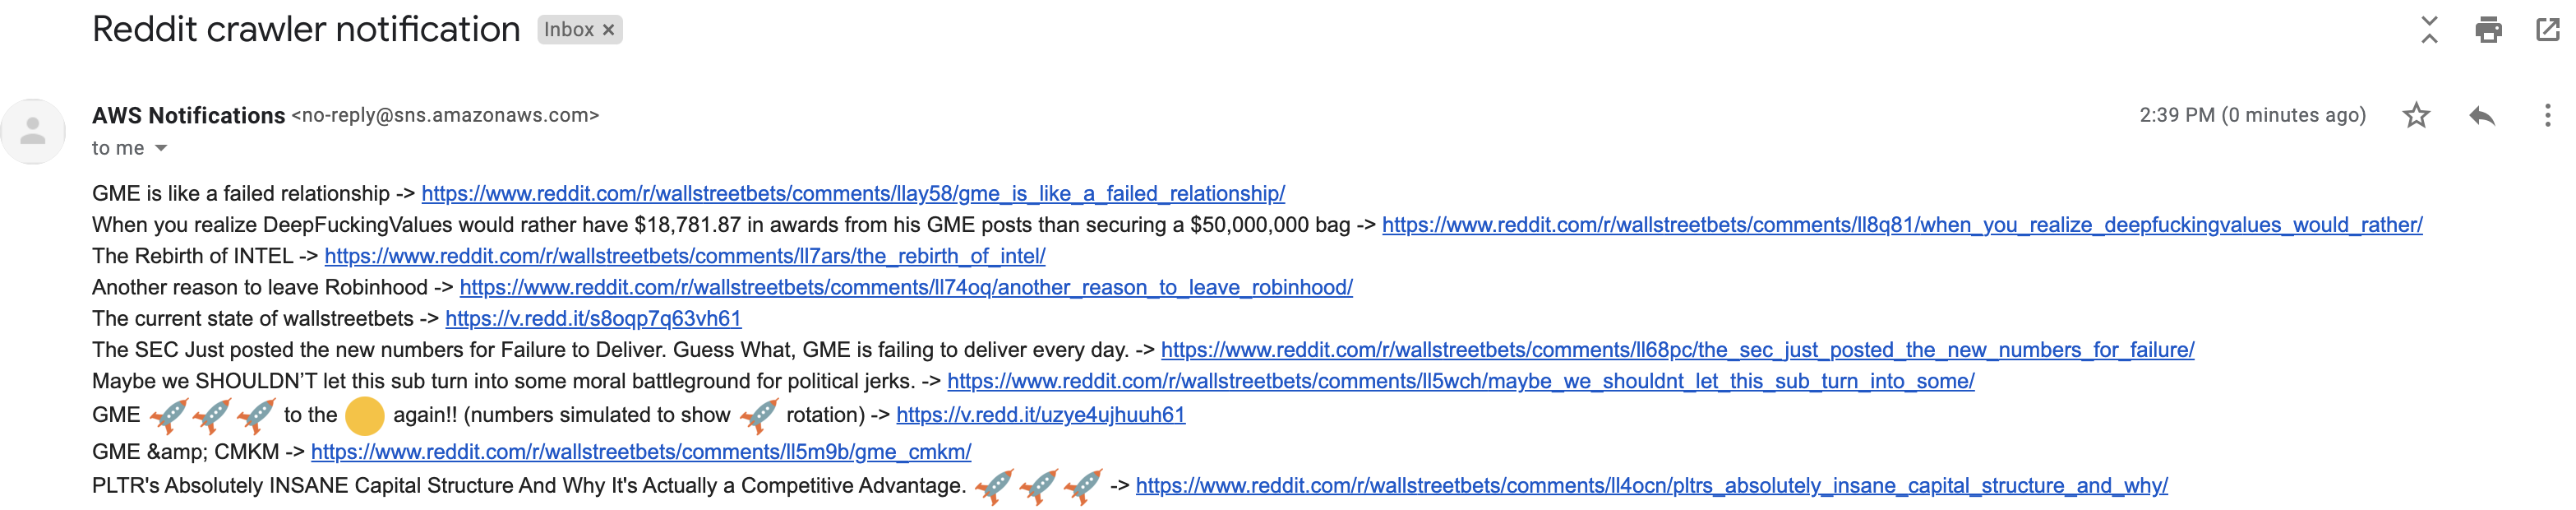 Reddit crawler notification Inbox ×
AWS Notifications <no-reply@sns.amazonaws.com> 2:39 PM (0 minutes ago)
to me
GME is like a failed relationship -> https://www.reddit.com/r/wallstreetbets/comments/llay58/gme_is_like_a_failed_relationship/
When you realize DeepFuckingValues would rather have $18,781.87 in awards from his GME posts than securing a $50,000,000 bag -> https://www.reddit.com/r/wallstreetbets/comments/ll8q81/when_you_realize_deepfuckingvalues_would_rather/
The Rebirth of INTEL -> https://www.reddit.com/r/wallstreetbets/comments/ll7ars/the_rebirth_of_intel/
Another reason to leave Robinhood -> https://www.reddit.com/r/wallstreetbets/comments/ll74oq/another_reason_to_leave_robinhood/
The current state of wallstreetbets -> https://v.redd.it/s8oqp7q63vh61
The SEC Just posted the new numbers for Failure to Deliver. Guess What, GME is failing to deliver every day. -> https://www.reddit.com/r/wallstreetbets/comments/ll68pc/the_sec_just_posted_the_new_numbers_for_failure/
Maybe we SHOULDN’T let this sub turn into some moral battleground for political jerks. -> https://www.reddit.com/r/wallstreetbets/comments/ll5wch/maybe_we_shouldnt_let_this_sub_turn_into_some/
GME 🚀🚀🚀 to the 🌕 again!! (numbers simulated to show 🚀 rotation) -> https://v.redd.it/uzye4ujhuuh61
GME &amp; CMKM -> https://www.reddit.com/r/wallstreetbets/comments/ll5m9b/gme_cmkm/
PLTR's Absolutely INSANE Capital Structure And Why It's Actually a Competitive Advantage. 🚀🚀🚀 -> https://www.reddit.com/r/wallstreetbets/comments/ll4ocn/pltrs_absolutely_insane_capital_structure_and_why/